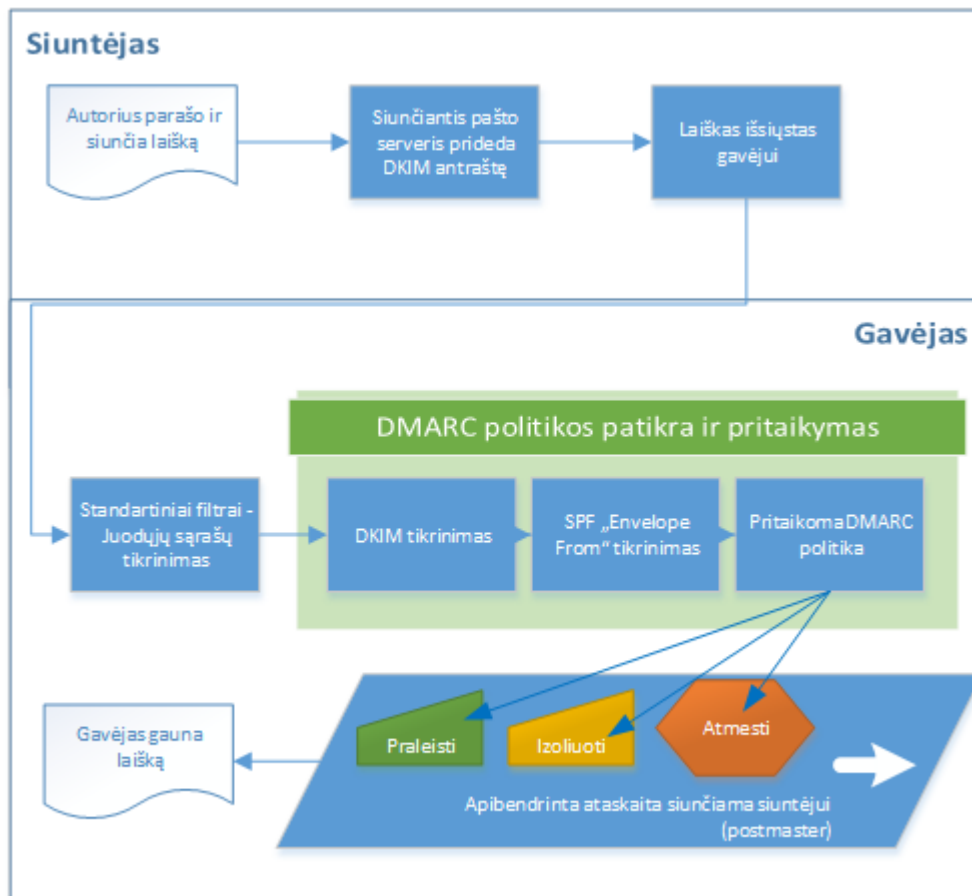 Siuntėjas
Autorius parašo ir
siunčia laišką
Siunčiantis pašto
serveris prideda
DKIM antraštę
Laiškas išsiųstas
gavėjui
Gavėjas
DMARC politikos patikra ir pritaikymas
Standartiniai filtrai -
Juodųjų sąrašų
tikrinimas
DKIM tikrinimas
SPF „Envelope
From“ tikrinimas
Pritaikoma DMARC
politika
Gavėjas gauna
laišką
Praleisti
Izoliuoti
Atmesti
Apibendrinta ataskaita siunčiama siuntėjui
(postmaster)